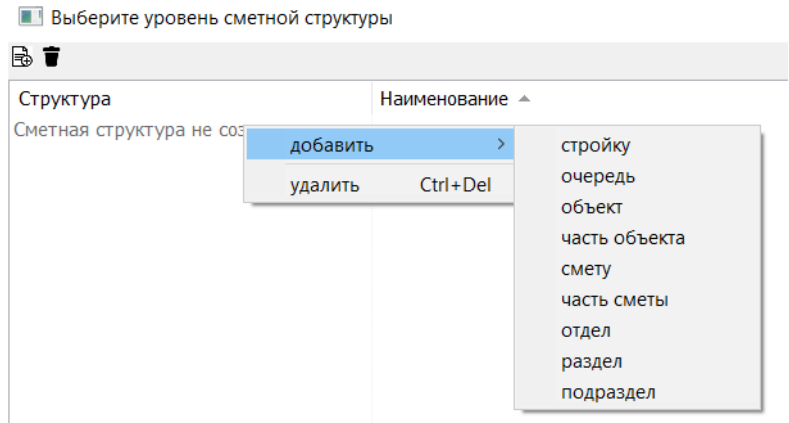 Выберите уровень сметной структуры
Структура Наименование
Сметная структура не
добавить
удалить Ctrl+Del
стройку
очередь
объект
часть объекта
смету
часть сметы
отдел
раздел
подраздел